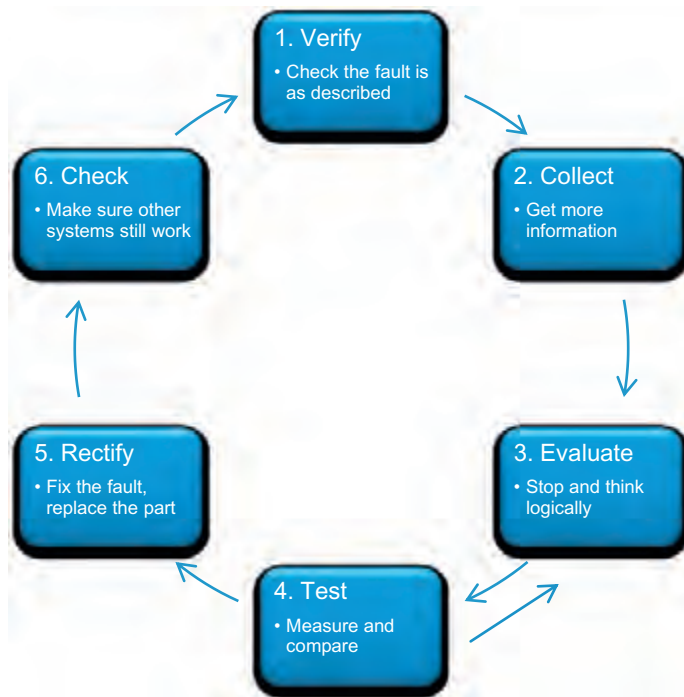 1. Verify
• Check the fault is
as described
2. Collect
• Get more
information
3. Evaluate
• Stop and think
logically
4. Test
• Measure and
compare
5. Rectify
• Fix the fault,
replace the part
6. Check
• Make sure other
systems still work